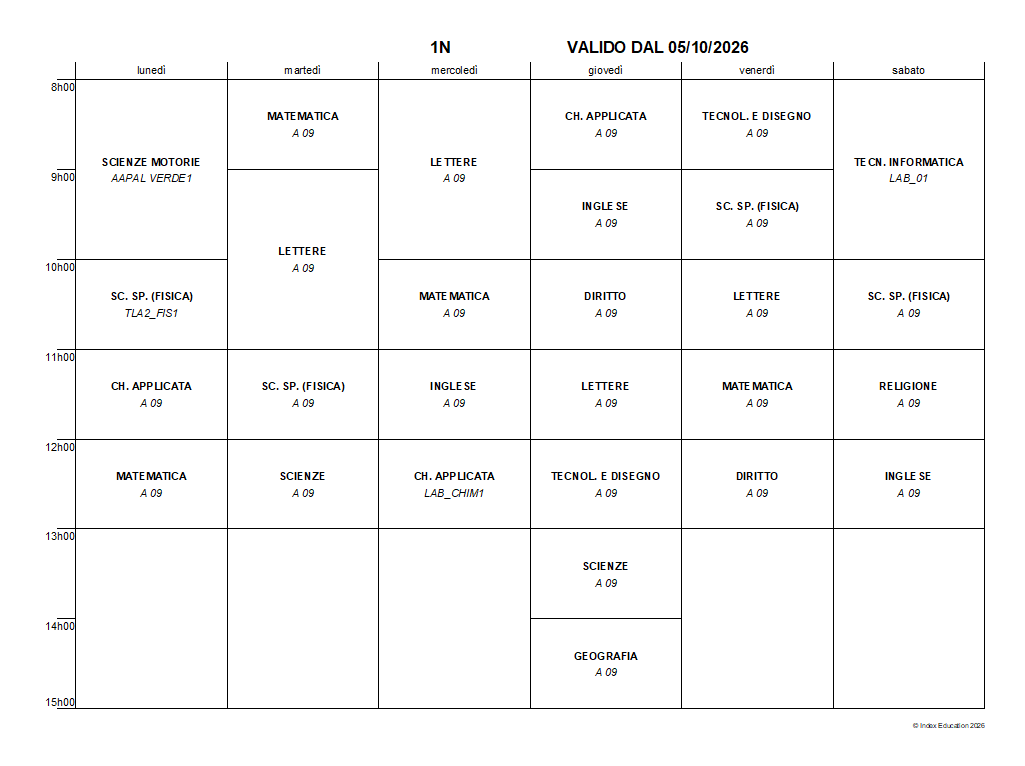 1N VALIDO DAL 05/10/2026
lunedì martedì mercoledì giovedì venerdì sabato
8h00
MATEMATICA CH. APPLICATA TECNOL. E DISEGNO
A 09 A 09 A 09
SCIENZE MOTORIE LETTERE TECN. INFORMATICA
9h00 AAPAL VERDE1 A 09 LAB_01
INGLESE SC. SP. (FISICA)
A 09 A 09
LETTERE
10h00 A 09
SC. SP. (FISICA) MATEMATICA DIRITTO LETTERE SC. SP. (FISICA)
TLA2_FIS1 A 09 A 09 A 09 A 09
11h00
CH. APPLICATA SC. SP. (FISICA) INGLESE LETTERE MATEMATICA RELIGIONE
A 09 A 09 A 09 A 09 A 09 A 09
12h00
MATEMATICA SCIENZE CH. APPLICATA TECNOL. E DISEGNO DIRITTO INGLESE
A 09 A 09 LAB_CHIM1 A 09 A 09 A 09
13h00
SCIENZE
A 09
14h00
GEOGRAFIA
A 09
15h00
© Index Education 2026